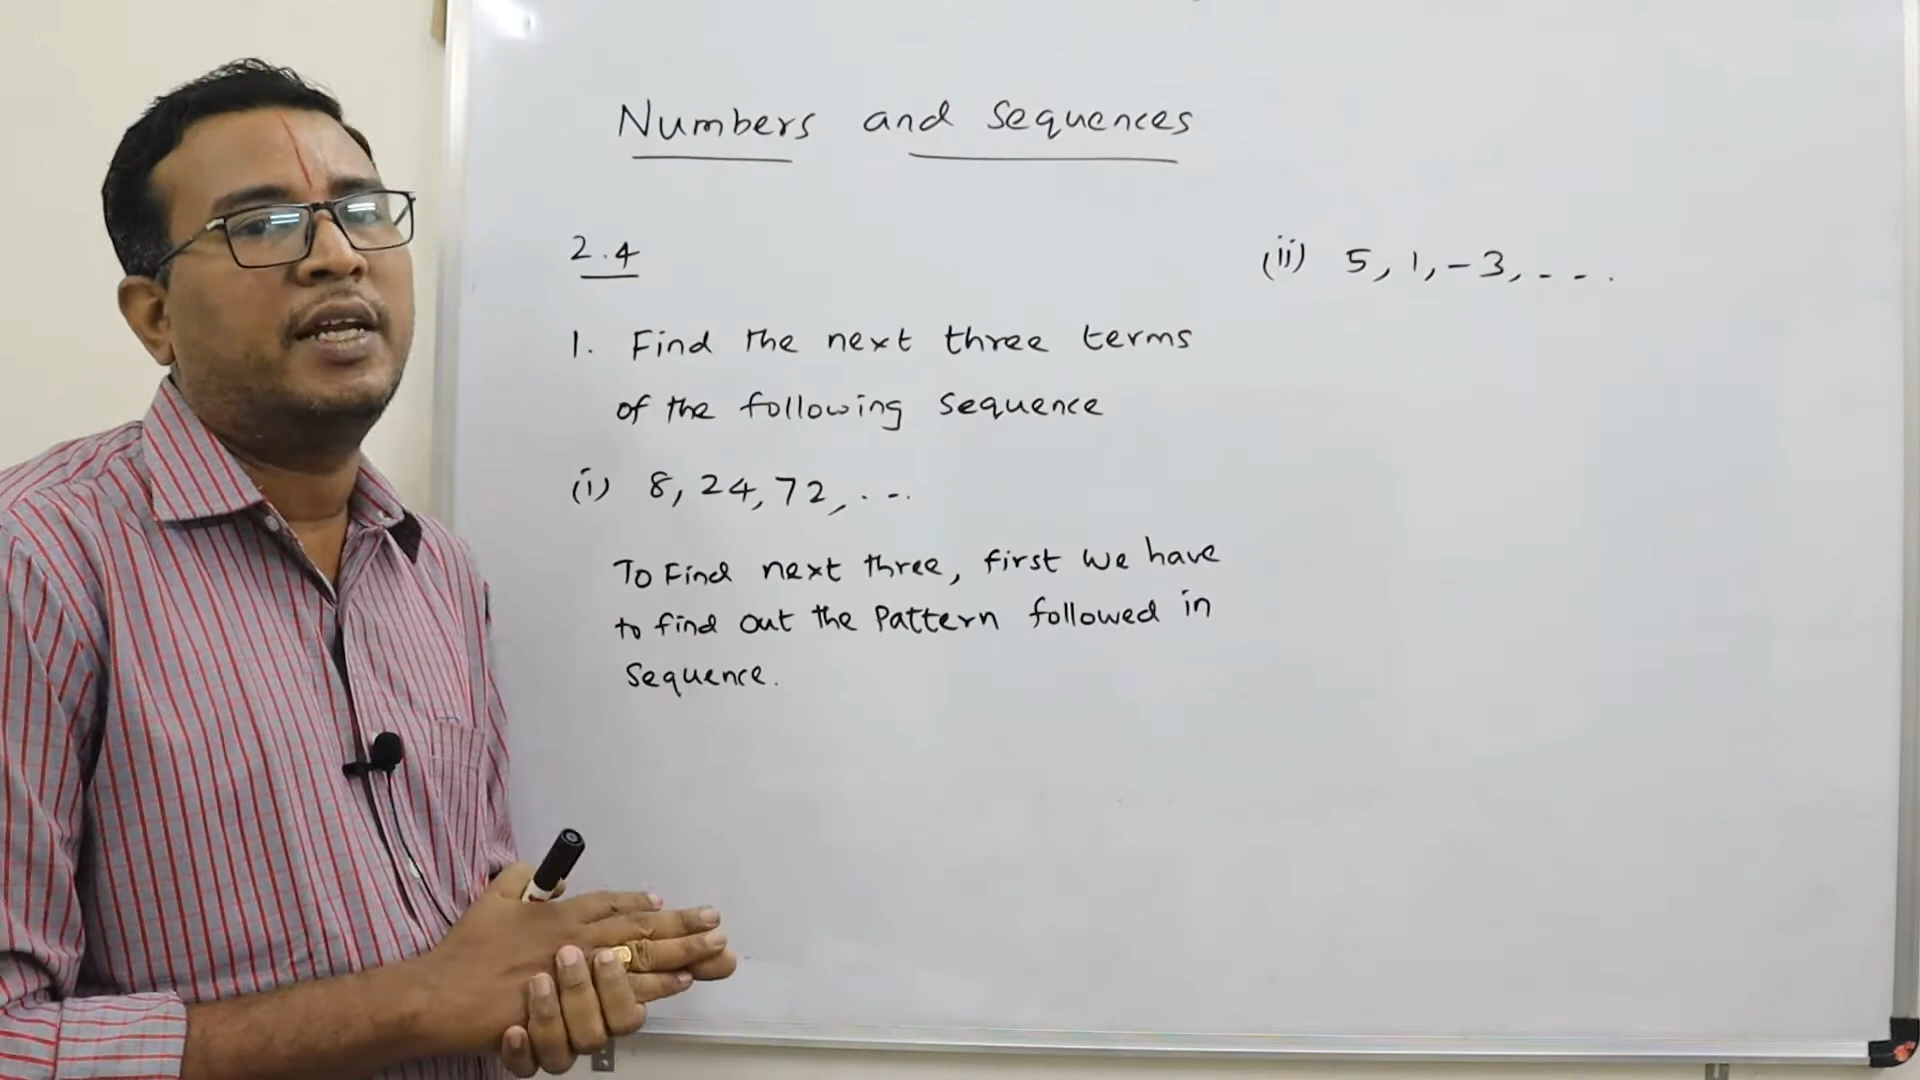 Numbers and Sequences
2.4
1. Find the next three terms
of the following sequence
(i) 8, 24, 72, ...
To Find next three, first we have
to find out the Pattern followed in
Sequence.
(ii) 5, 1, -3, ...